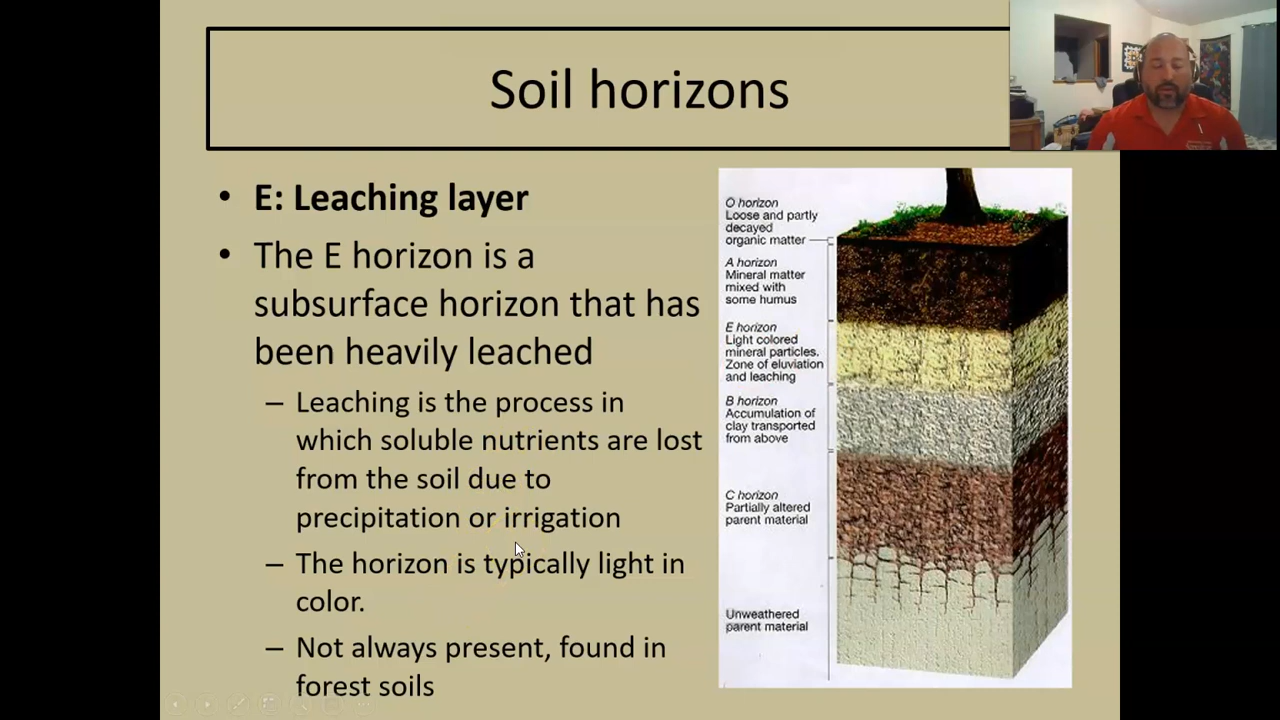 Soil horizons
• E: Leaching layer
• The E horizon is a
subsurface horizon that has
been heavily leached
– Leaching is the process in
which soluble nutrients are lost
from the soil due to
precipitation or irrigation
– The horizon is typically light in
color.
– Not always present, found in
forest soils
O horizon
Loose and partly
decayed
organic matter
A horizon
Mineral matter
mixed with
some humus
E horizon
Light colored
mineral particles.
Zone of eluviation
and leaching
B horizon
Accumulation of
clay transported
from above
C horizon
Partially altered
parent material
Unweathered
parent material